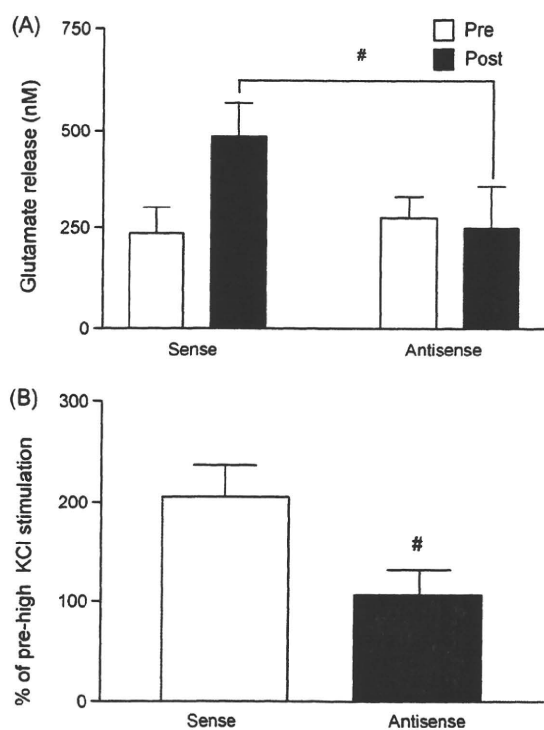 (A)
750
500
250
0
Glutamate release (nM)
Pre
Post
#
Sense
Antisense
(B)
300
200
100
0
% of pre-high KCl stimulation
#
Sense
Antisense